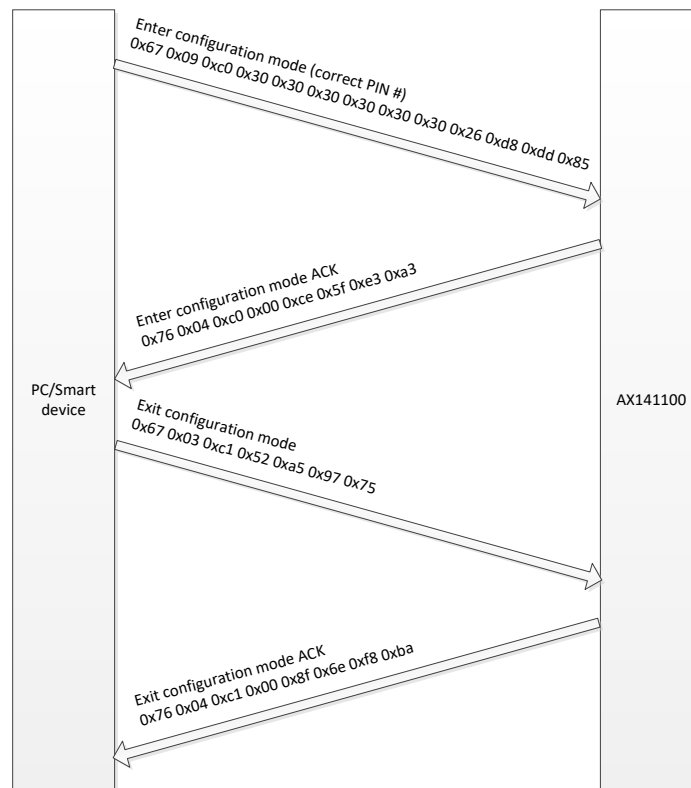 Enter configuration mode (correct PIN #)
0x67 0x09 0xc0 0x30 0x30 0x30 0x30 0x30 0x30 0x26 0xd8 0xdd 0x85
Enter configuration mode ACK
0x76 0x04 0xc0 0x00 0xce 0x5f 0xe3 0xa3
PC/Smart
device
AX141100
Exit configuration mode
0x67 0x03 0xc1 0x52 0xa5 0x97 0x75
Exit configuration mode ACK
0x76 0x04 0xc1 0x00 0x8f 0x6e 0xf8 0xba